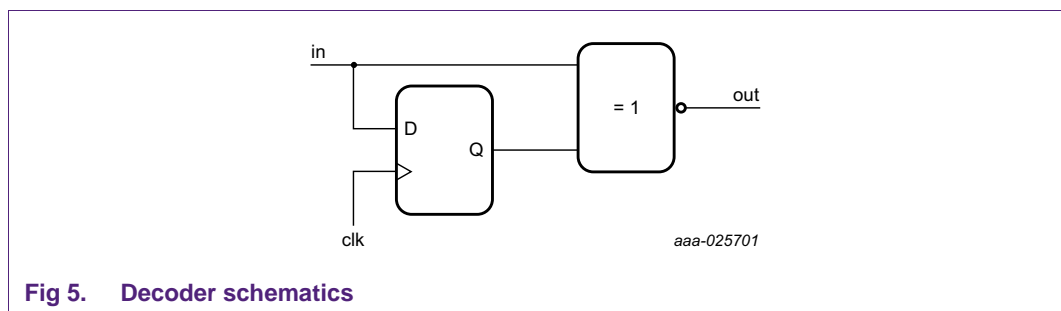 in
D
Q
= 1
out
clk
aaa-025701
Fig 5. Decoder schematics